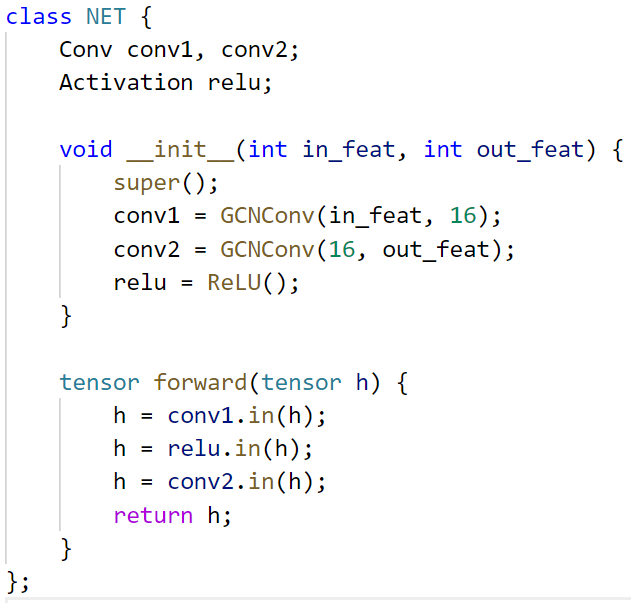 class NET {
    Conv conv1, conv2;
    Activation relu;

    void __init__(int in_feat, int out_feat) {
        super();
        conv1 = GCNConv(in_feat, 16);
        conv2 = GCNConv(16, out_feat);
        relu = ReLU();
    }

    tensor forward(tensor h) {
        h = conv1.in(h);
        h = relu.in(h);
        h = conv2.in(h);
        return h;
    }
};